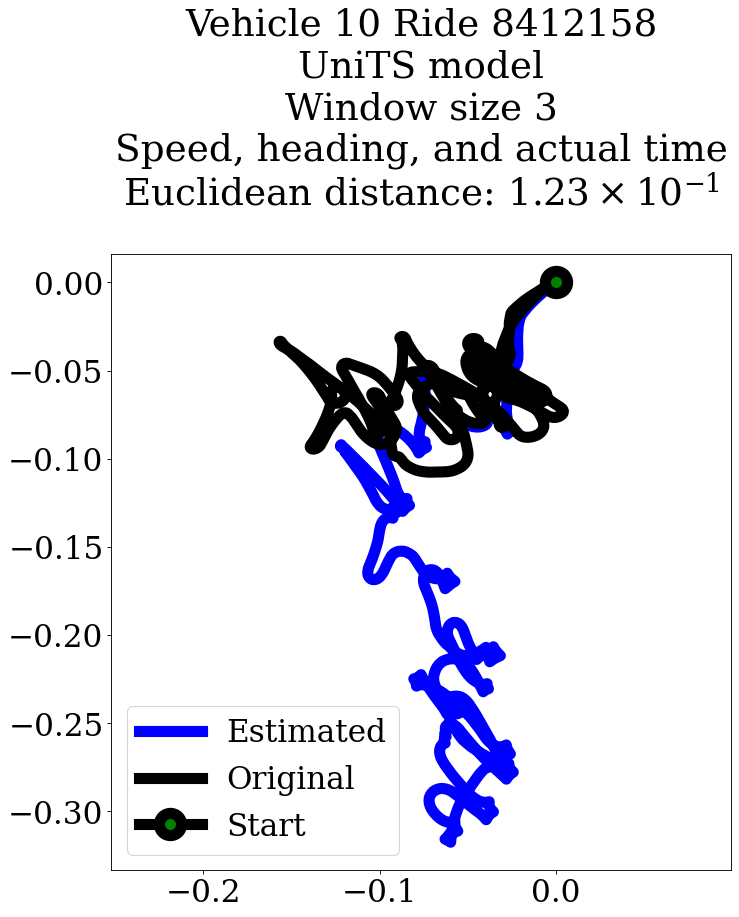 Vehicle 10 Ride 8412158
UniTS model
Window size 3
Speed, heading, and actual time
Euclidean distance: 1.23 × 10⁻¹
0.00
−0.05
−0.10
−0.15
−0.20
−0.25
−0.30
Estimated
Original
Start
−0.2 −0.1 0.0